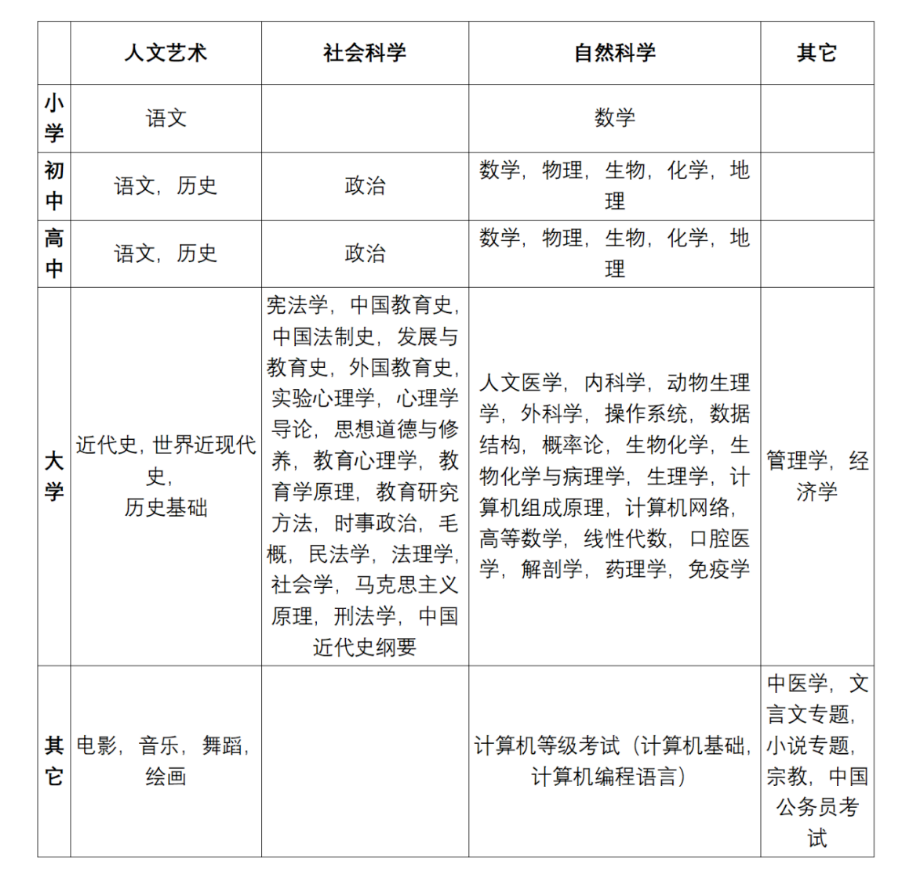 人文艺术 社会科学 自然科学 其它
小
学
语文
数学
初
中
语文，历史
政治
数学，物理，生物，化学，地
理
高
中
语文，历史
政治
数学，物理，生物，化学，地
理
大
学
近代史，世界近现代
史，
历史基础
宪法学，中国教育史，
中国法制史，发展与
教育史，外国教育史，
实验心理学，心理学
导论，思想道德与修
养，教育心理学，教
育学原理，教育研究
方法，时事政治，毛
概，民法学，法理学，
社会学，马克思主义
原理，刑法学，中国
近代史纲要
人文医学，内科学，动物生理
学，外科学，操作系统，数据
结构，概率论，生物化学，生
物化学与病理学，生理学，计
算机组成原理，计算机网络，
高等数学，线性代数，口腔医
学，解剖学，药理学，免疫学
管理学，经
济学
其
它
电影，音乐，舞蹈，
绘画
计算机等级考试（计算机基础，
计算机编程语言）
中医学，文
言文专题，
小说专题，
宗教，中国
公务员考
试